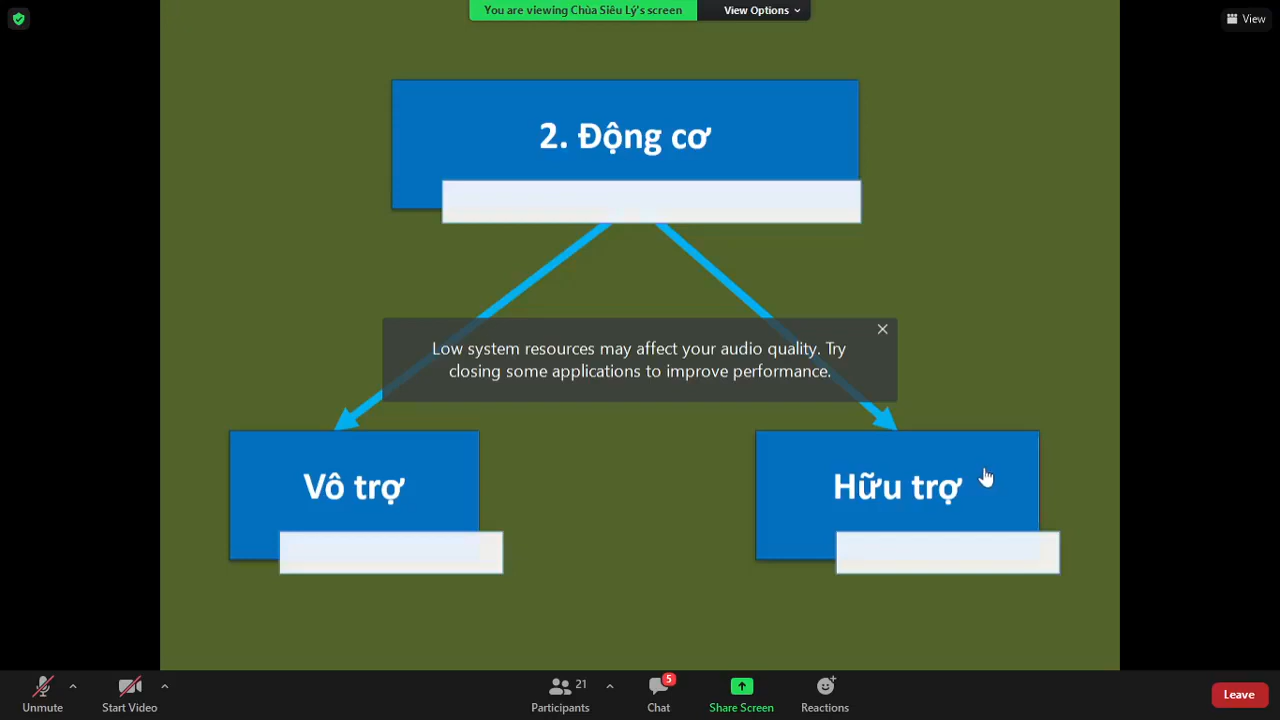 You are viewing Chùa Siêu Lý's screen
View Options
View
2. Động cơ
Low system resources may affect your audio quality. Try
closing some applications to improve performance.
Vô trợ
Hữu trợ
Unmute
Start Video
21
Participants
5
Chat
Share Screen
Reactions
Leave